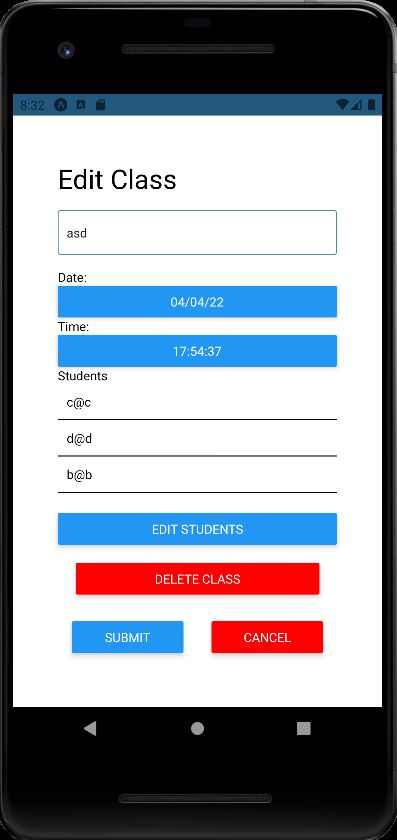 8:32
Edit Class
asd
Date:
04/04/22
Time:
17:54:37
Students
c@c
d@d
b@b
EDIT STUDENTS
DELETE CLASS
SUBMIT CANCEL